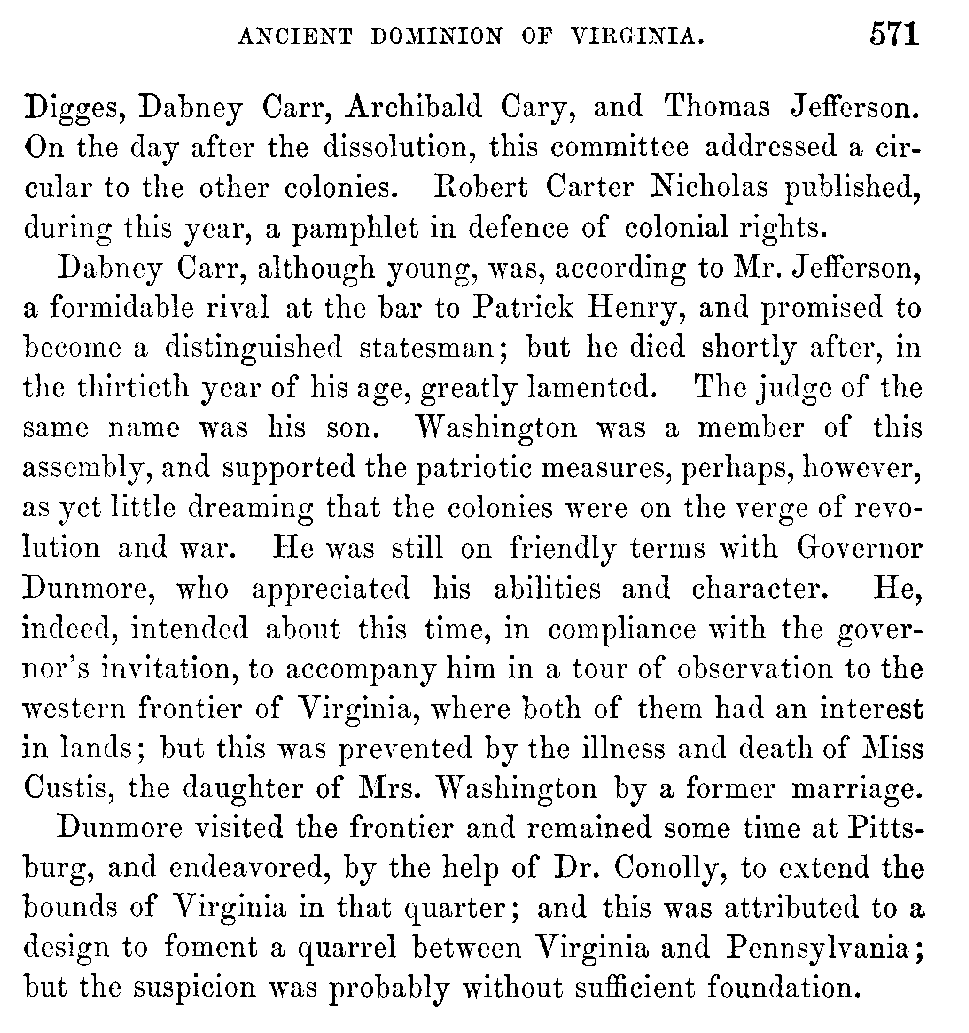 ANCIENT DOMINION OF VIRGINIA. 571
Digges, Dabney Carr, Archibald Cary, and Thomas Jefferson.
On the day after the dissolution, this committee addressed a cir-
cular to the other colonies. Robert Carter Nicholas published,
during this year, a pamphlet in defence of colonial rights.
Dabney Carr, although young, was, according to Mr. Jefferson,
a formidable rival at the bar to Patrick Henry, and promised to
become a distinguished statesman; but he died shortly after, in
the thirtieth year of his age, greatly lamented. The judge of the
same name was his son. Washington was a member of this
assembly, and supported the patriotic measures, perhaps, however,
as yet little dreaming that the colonies were on the verge of revo-
lution and war. He was still on friendly terms with Governor
Dunmore, who appreciated his abilities and character. He,
indeed, intended about this time, in compliance with the gover-
nor's invitation, to accompany him in a tour of observation to the
western frontier of Virginia, where both of them had an interest
in lands; but this was prevented by the illness and death of Miss
Custis, the daughter of Mrs. Washington by a former marriage.
Dunmore visited the frontier and remained some time at Pitts-
burg, and endeavored, by the help of Dr. Conolly, to extend the
bounds of Virginia in that quarter; and this was attributed to a
design to foment a quarrel between Virginia and Pennsylvania;
but the suspicion was probably without sufficient foundation.